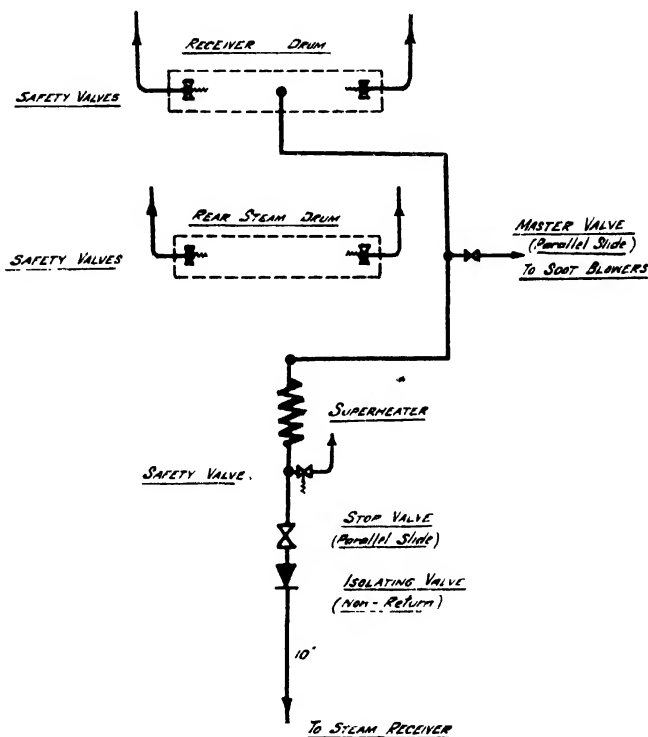 RECEIVER DRUM
SAFETY VALVES
REAR STEAM DRUM
SAFETY VALVES
MASTER VALVE
(Parallel Slide)
TO SOOT BLOWERS
SUPERHEATER
SAFETY VALVE.
STOP VALVE
(Parallel Slide)
ISOLATING VALVE
(Non-Return)
10"
TO STEAM RECEIVER